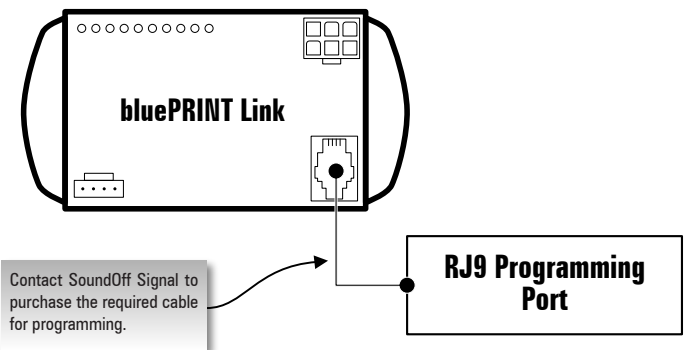 bluePRINT Link
RJ9 Programming
Port
Contact SoundOff Signal to
purchase the required cable
for programming.